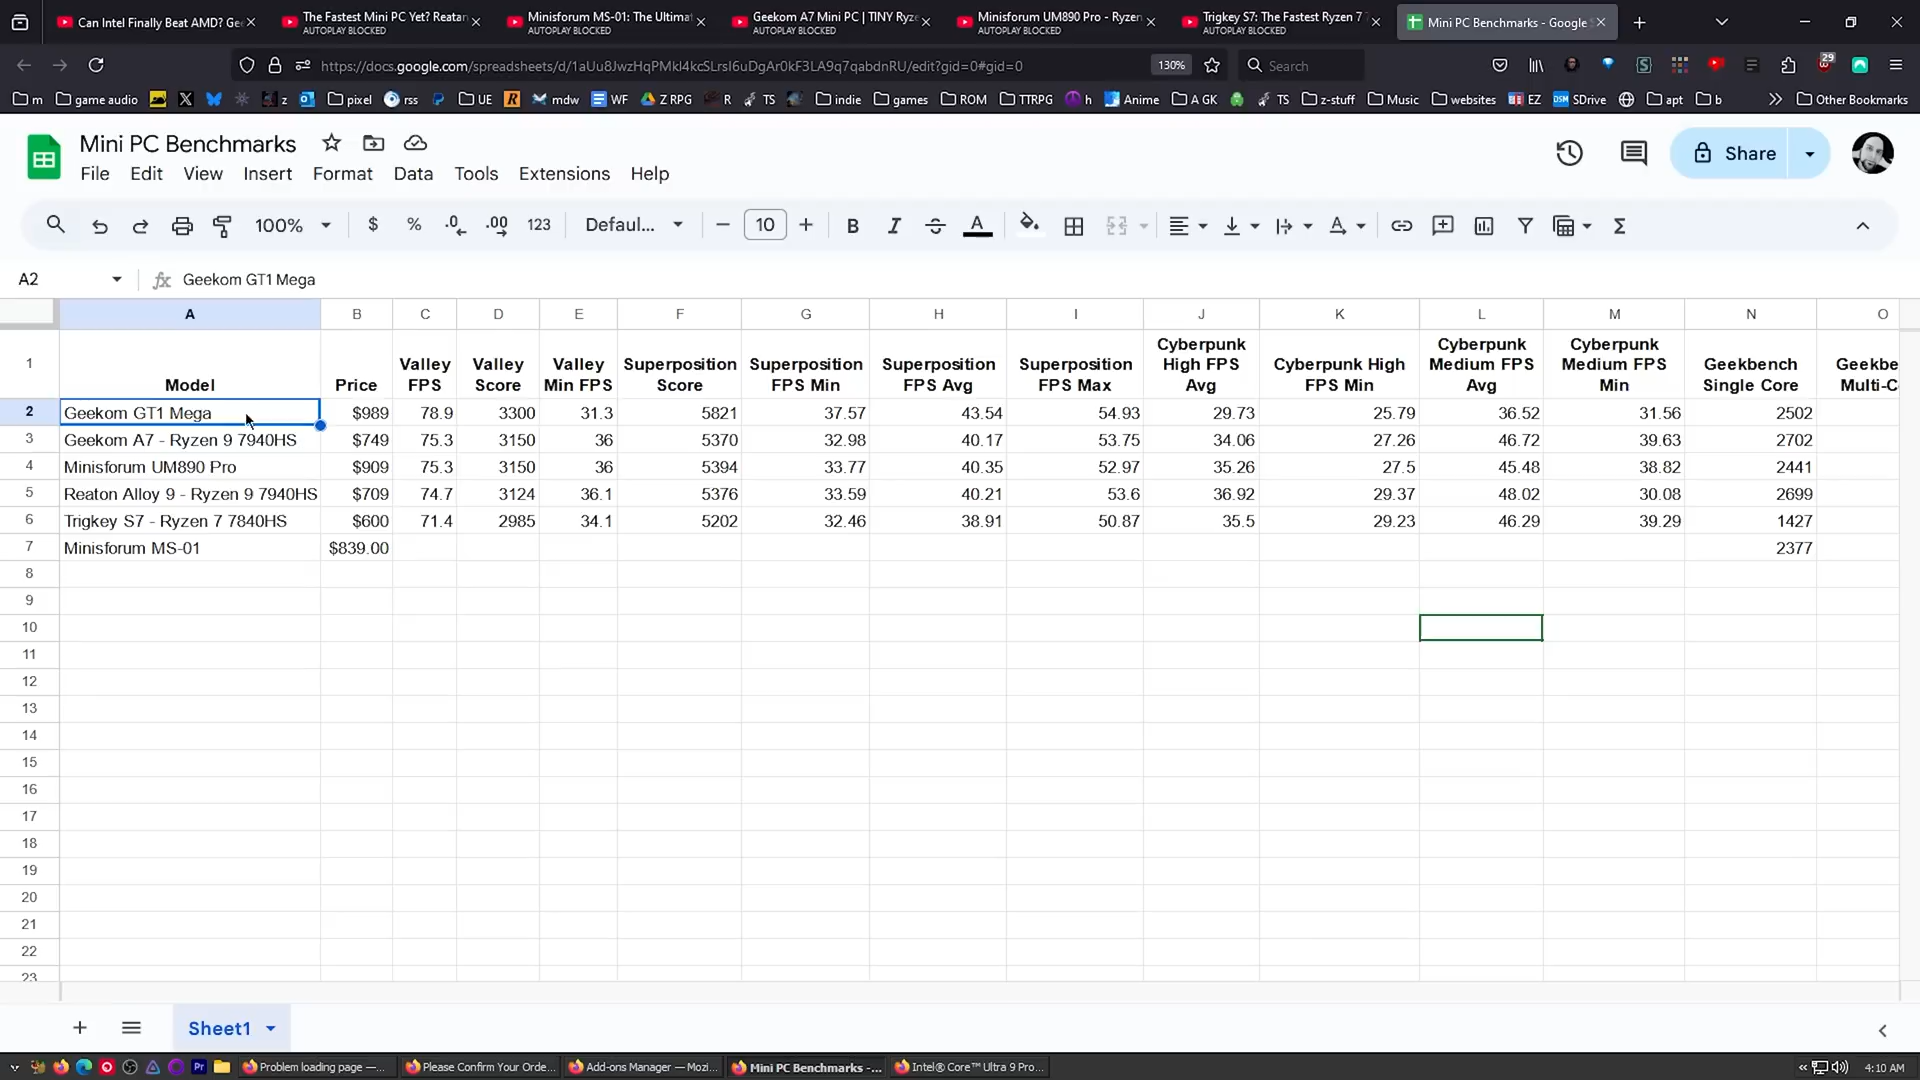 Can Intel Finally Beat AMD? Gee
The Fastest Mini PC Yet? Reatan
AUTOPLAY BLOCKED
Minisforum MS-01: The Ultimat
AUTOPLAY BLOCKED
Geekom A7 Mini PC | TINY Ryze
AUTOPLAY BLOCKED
Minisforum UM890 Pro - Ryzen
AUTOPLAY BLOCKED
Trigkey S7: The Fastest Ryzen 7
AUTOPLAY BLOCKED
Mini PC Benchmarks - Google
https://docs.google.com/spreadsheets/d/1aUu8JwzHqPMkl4kcSLrsI6uDgAr0kF3LA9q7qabdnRU/edit?gid=0#gid=0
130%
Search
29
m game audio X z pixel rss UE R mdw WF Z RPG R TS indie games ROM TTRPG h Anime A GK TS z-stuff Music websites EZ DSM SDrive apt b Other Bookmarks
Mini PC Benchmarks
File Edit View Insert Format Data Tools Extensions Help
Share
100% $ % .0 .00 123 Defaul... 10 B I A
A2 fx Geekom GT1 Mega
A B C D E F G H I J K L M N O
1 Model Price Valley FPS Valley Score Valley Min FPS Superposition Score Superposition FPS Min Superposition FPS Avg Superposition FPS Max Cyberpunk High FPS Avg Cyberpunk High FPS Min Cyberpunk Medium FPS Avg Cyberpunk Medium FPS Min Geekbench Single Core Geekbe Multi-C
2 Geekom GT1 Mega $989 78.9 3300 31.3 5821 37.57 43.54 54.93 29.73 25.79 36.52 31.56 2502
3 Geekom A7 - Ryzen 9 7940HS $749 75.3 3150 36 5370 32.98 40.17 53.75 34.06 27.26 46.72 39.63 2702
4 Minisforum UM890 Pro $909 75.3 3150 36 5394 33.77 40.35 52.97 35.26 27.5 45.48 38.82 2441
5 Reaton Alloy 9 - Ryzen 9 7940HS $709 74.7 3124 36.1 5376 33.59 40.21 53.6 36.92 29.37 48.02 30.08 2699
6 Trigkey S7 - Ryzen 7 7840HS $600 71.4 2985 34.1 5202 32.46 38.91 50.87 35.5 29.23 46.29 39.29 1427
7 Minisforum MS-01 $839.00 2377
8
9
10
11
12
13
14
15
16
17
18
19
20
21
22
23
Sheet1
Problem loading page —... Please Confirm Your Orde... Add-ons Manager — Mozi... Mini PC Benchmarks -... Intel® Core™ Ultra 9 Pro... 4:10 AM